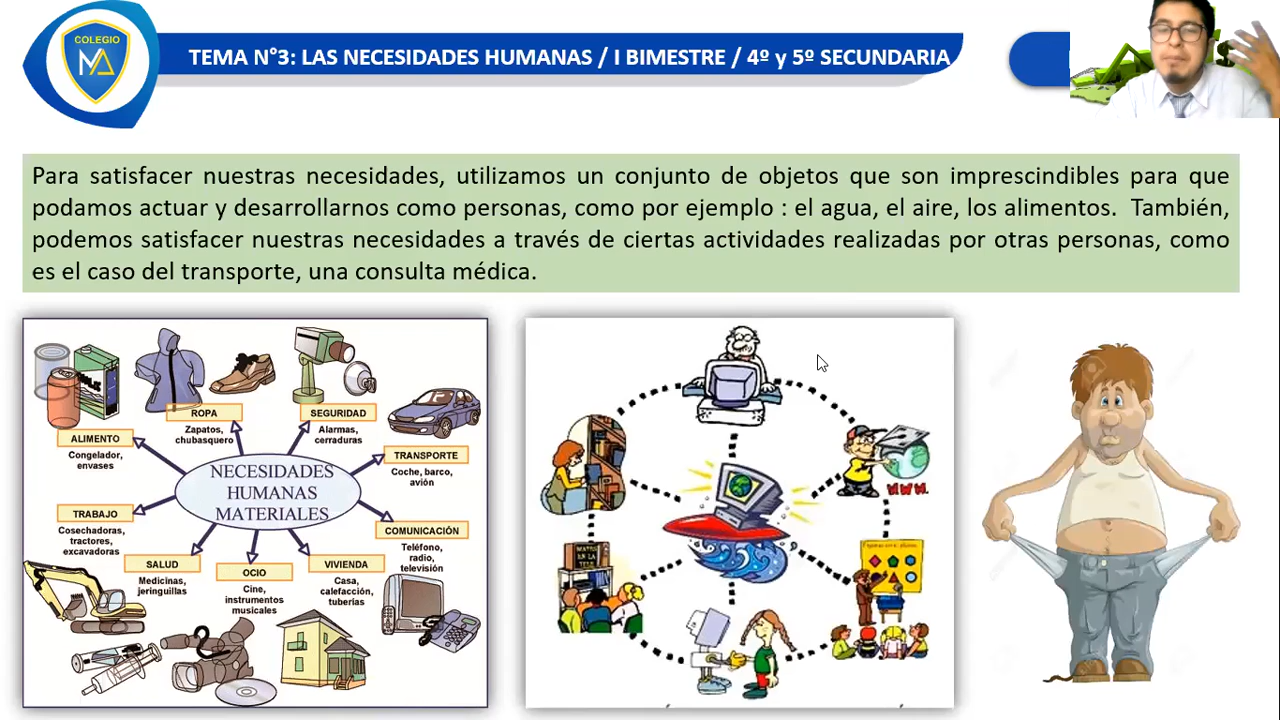 COLEGIO
TEMA N°3: LAS NECESIDADES HUMANAS / I BIMESTRE / 4º y 5º SECUNDARIA
Para satisfacer nuestras necesidades, utilizamos un conjunto de objetos que son imprescindibles para que
podamos actuar y desarrollarnos como personas, como por ejemplo : el agua, el aire, los alimentos. También,
podemos satisfacer nuestras necesidades a través de ciertas actividades realizadas por otras personas, como
es el caso del transporte, una consulta médica.
ROPA
Zapatos,
chubasquero
SEGURIDAD
Alarmas,
cerraduras
ALIMENTO
Congelador,
envases
TRANSPORTE
Coche, barco,
avión
NECESIDADES
HUMANAS
MATERIALES
TRABAJO
Cosechadoras,
tractores,
excavadoras
COMUNICACIÓN
Teléfono,
radio,
televisión
SALUD
Medicinas,
jeringuillas
OCIO
Cine,
instrumentos
musicales
VIVIENDA
Casa,
calefacción,
tuberías
WWW.